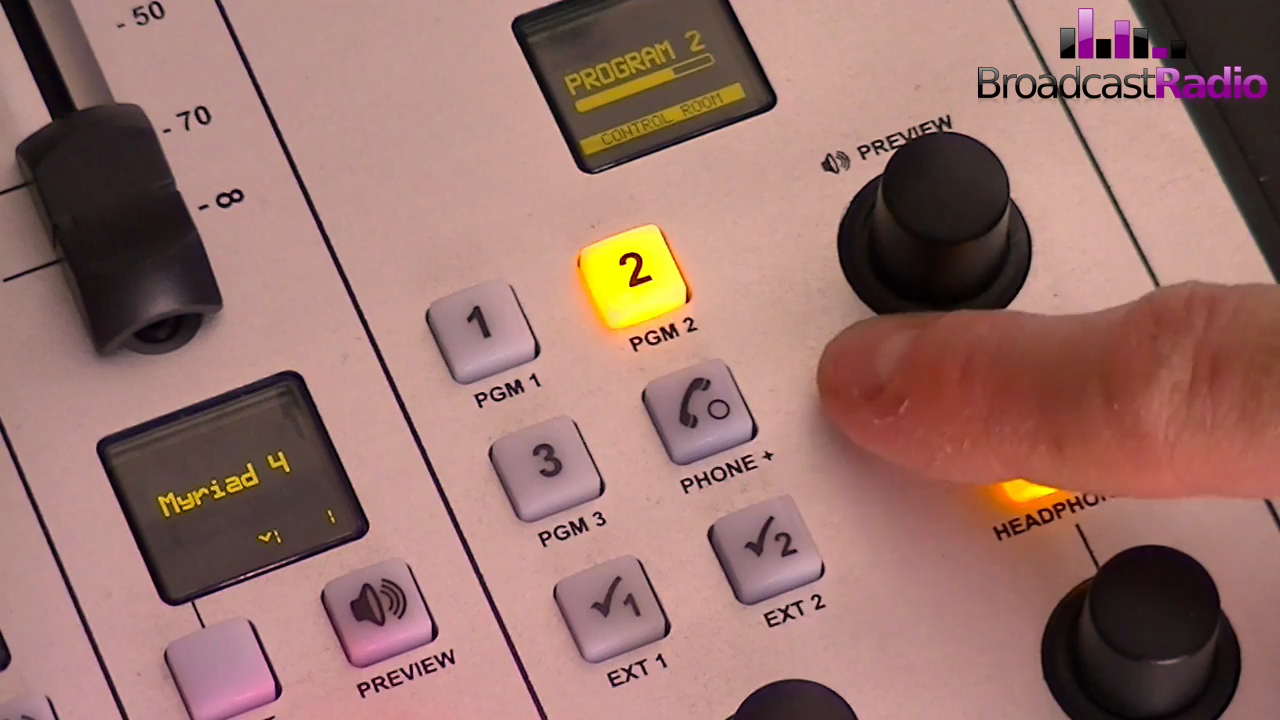 - 50
- 70
- ∞
PROGRAM 2
CONTROL ROOM
BroadcastRadio
PREVIEW
2
PGM 2
1
PGM 1
PHONE +
3
PGM 3
Myriad 4
2
EXT 2
1
EXT 1
PREVIEW